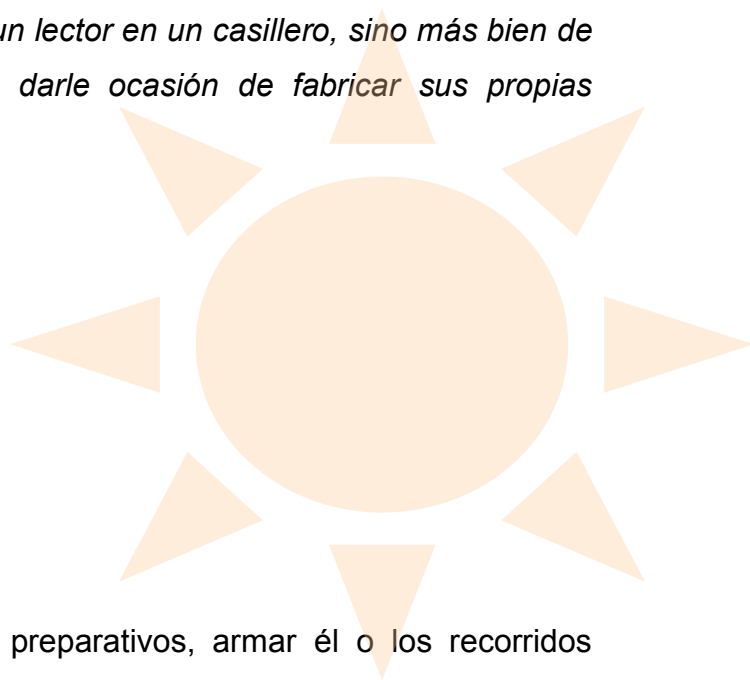 un lector en un casillero, sino más bien de
darle ocasión de fabricar sus propias
preparativos, armar él o los recorridos